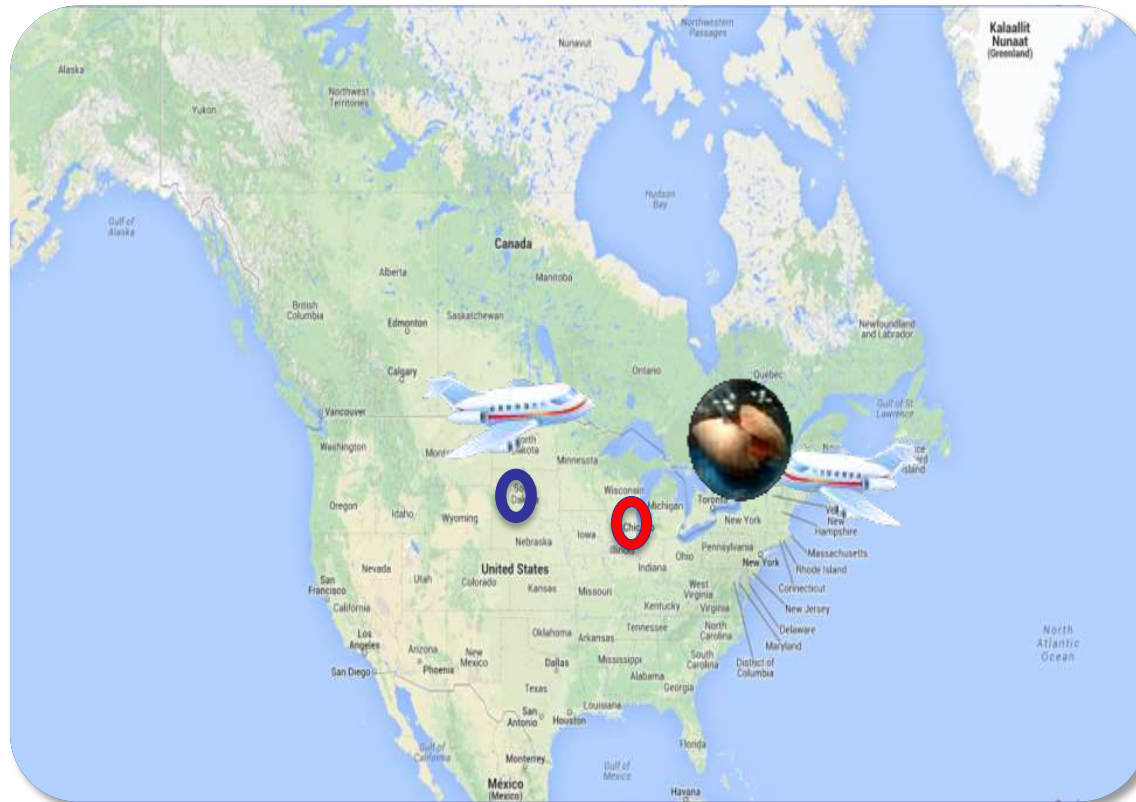 Northwestern
Passages
Kalaallit
Nunaat
(Greenland)
Nunavut
Alaska
Northwest
Territories
Yukon
Hudson
Bay
Gulf of
Alaska
Canada
Alberta
Manitoba
British
Columbia
Saskatchewan
Edmonton
Newfoundland
and Labrador
Ontario
Quebec
Calgary
Gulf of St
Lawrence
Vancouver
Washington
Minnesota
Wisconsin
Michigan
Toronto
Oregon
Idaho
Wyoming
New York
New
Hampshire
Nebraska
Iowa
Illinois
Ohio
Pennsylvania
New York
Massachusetts
Rhode Island
Indiana
Nevada
Utah
Colorado
United States
Kansas
Missouri
West
Virginia
Connecticut
San
Francisco
California
Kentucky
Virginia
New Jersey
Delaware
Maryland
Los
Angeles
Arizona
New
Mexico
Oklahoma
Arkansas
Tennessee
North
Carolina
District of
Columbia
San Diego
Phoenix
Dallas
Mississippi
South
Carolina
Alabama
Georgia
Texas
Louisiana
San
Antonio
Houston
North
Atlantic
Ocean
Gulf of
California
Monterrey
Gulf of
Mexico
Florida
México
(Mexico)
Havana